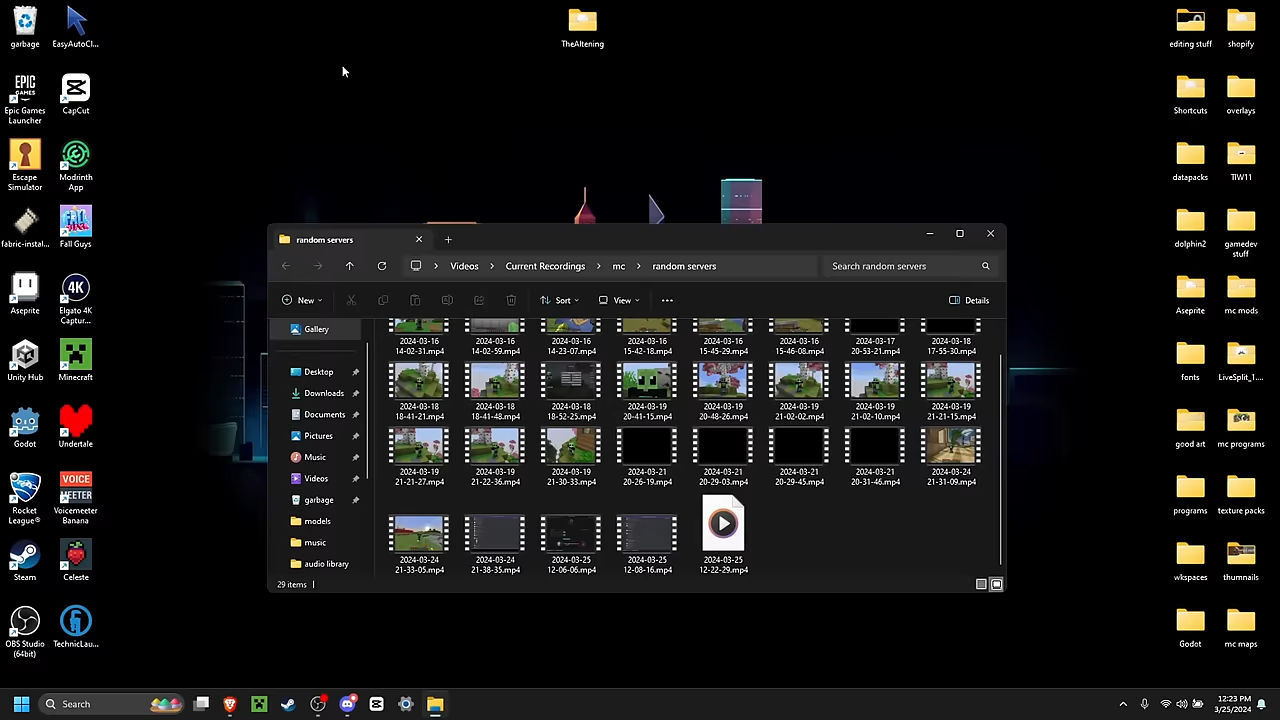 garbage
EasyAutoCl...
TheAltening
editing stuff
shopify
EPIC
GAMES
Epic Games
Launcher
CapCut
Shortcuts
overlays
Escape
Simulator
Modrinth
App
datapacks
TIW11
fabric-instal...
Fall Guys
dolphin2
gamedev
stuff
Aseprite
4K
Elgato 4K
Captur...
Aseprite
mc mods
Unity Hub
Minecraft
fonts
LiveSplit_1....
Godot
Undertale
good art
mc programs
Rocket
League®
VOICE
MEETER
Voicemeeter
Banana
programs
texture packs
Steam
Celeste
wkspaces
thumnails
OBS Studio
(64bit)
TechnicLau...
Godot
mc maps
random servers
Videos
Current Recordings
mc
random servers
Search random servers
New
Sort
View
Details
Gallery
Desktop
Downloads
Documents
Pictures
Music
Videos
garbage
models
music
audio library
2024-03-16
14-02-31.mp4
2024-03-16
14-02-59.mp4
2024-03-16
14-23-07.mp4
2024-03-16
15-42-18.mp4
2024-03-16
15-45-29.mp4
2024-03-16
15-46-08.mp4
2024-03-17
20-53-21.mp4
2024-03-18
17-55-30.mp4
2024-03-18
18-41-21.mp4
2024-03-18
18-41-48.mp4
2024-03-18
18-52-25.mp4
2024-03-19
20-41-15.mp4
2024-03-19
20-48-26.mp4
2024-03-19
21-02-02.mp4
2024-03-19
21-02-10.mp4
2024-03-19
21-21-15.mp4
2024-03-19
21-21-27.mp4
2024-03-19
21-22-36.mp4
2024-03-19
21-30-33.mp4
2024-03-21
20-26-19.mp4
2024-03-21
20-29-03.mp4
2024-03-21
20-29-45.mp4
2024-03-21
20-31-46.mp4
2024-03-24
21-31-09.mp4
2024-03-24
21-33-05.mp4
2024-03-24
21-38-35.mp4
2024-03-25
12-06-06.mp4
2024-03-25
12-08-16.mp4
2024-03-25
12-22-29.mp4
29 items
Search
12:23 PM
3/25/2024